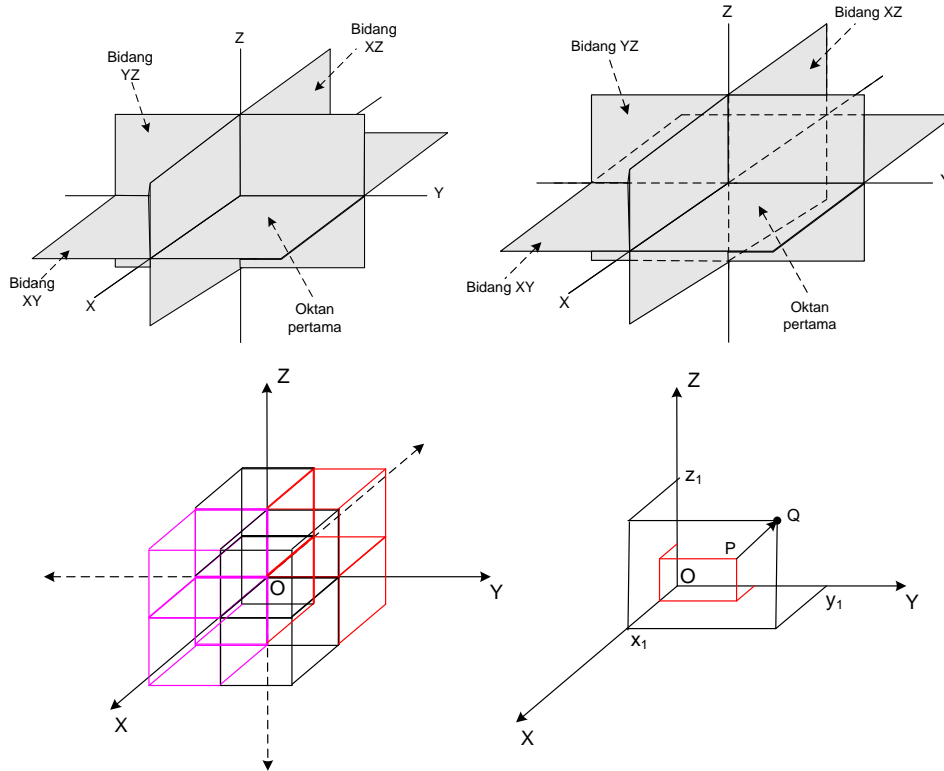 Bidang
YZ
Z
Bidang
XZ
Y
Bidang
XY
X
Oktan
pertama
Bidang YZ
Z
Bidang XZ
Y
Bidang XY
X
Oktan
pertama
Z
O
Y
X
Z
z1
Q
P
O
y1
Y
x1
X